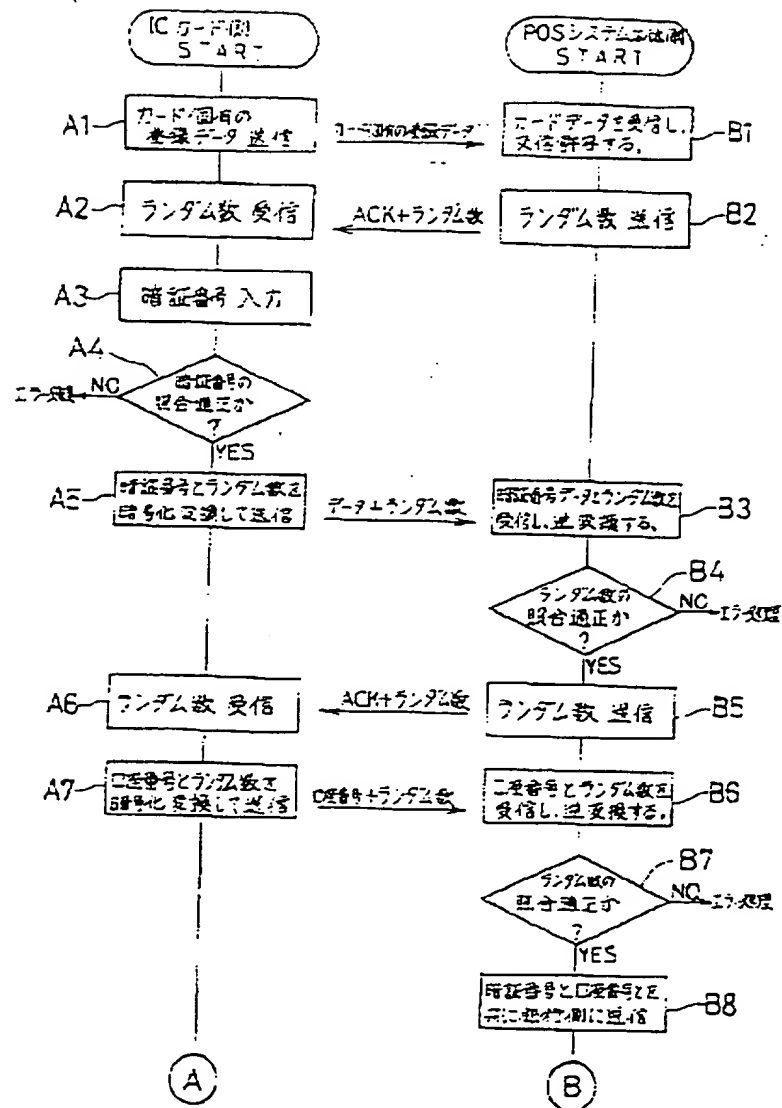 ICカード側
START
POSシステム本体側
START
A1
カード固有の
登録データ 送信
カード固有の登録データ
カードデータを受信し、
交信許可する。
B1
A2
ランダム数 受信
ACK+ランダム数
ランダム数 送信
B2
A3
暗証番号 入力
A4
暗証番号の
照合適正か
?
NO
エラー処理
YES
A5
暗証番号とランダム数を
暗号化変換して送信
データ+ランダム数
暗証番号データとランダム数を
受信し、逆変換する。
B3
ランダム数の
照合適正か
?
B4
NO
エラー処理
YES
A6
ランダム数 受信
ACK+ランダム数
ランダム数 送信
B5
A7
口座番号とランダム数を
暗号化変換して送信
口座番号+ランダム数
口座番号とランダム数を
受信し、逆変換する。
B6
ランダム数の
照合適正か
?
B7
NO
エラー処理
YES
暗証番号と口座番号とを
共に 側に送信
B8
A
B